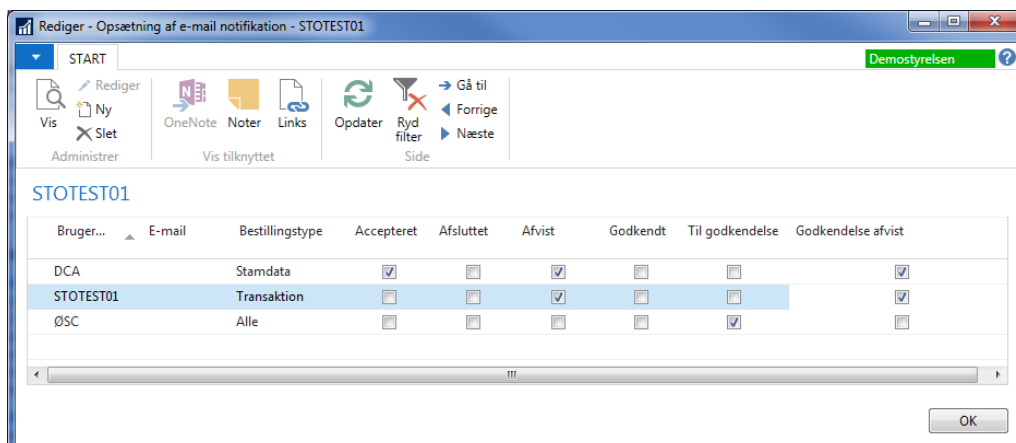 Rediger - Opsætning af e-mail notifikation - STOTEST01
START
Demostyrelsen
Vis
Rediger
Ny
Slet
Administrer
OneNote
Noter
Links
Vis tilknyttet
Opdater
Ryd
filter
Gå til
Forrige
Næste
Side
STOTEST01
Bruger... E-mail Bestillingstype Accepteret Afsluttet Afvist Godkendt Til godkendelse Godkendelse afvist
DCA Stamdata
STOTEST01 Transaktion
ØSC Alle
OK